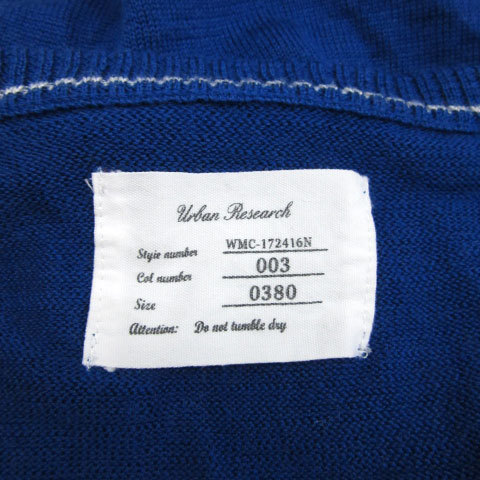 Urban Research
Style number WMC-172416N
Col number 003
Size 0380
Attention: Do not tumble dry